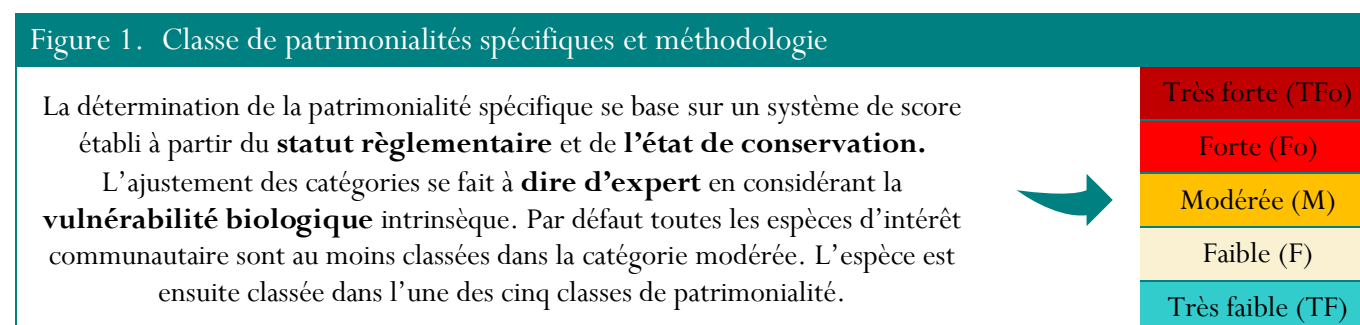 Figure 1. Classe de patrimonialités spécifiques et méthodologie
La détermination de la patrimonialité spécifique se base sur un système de score
établi à partir du statut règlementaire et de l’état de conservation.
L’ajustement des catégories se fait à dire d’expert en considérant la
vulnérabilité biologique intrinsèque. Par défaut toutes les espèces d’intérêt
communautaire sont au moins classées dans la catégorie modérée. L’espèce est
ensuite classée dans l’une des cinq classes de patrimonialité.
Très forte (TFo)
Forte (Fo)
Modérée (M)
Faible (F)
Très faible (TF)